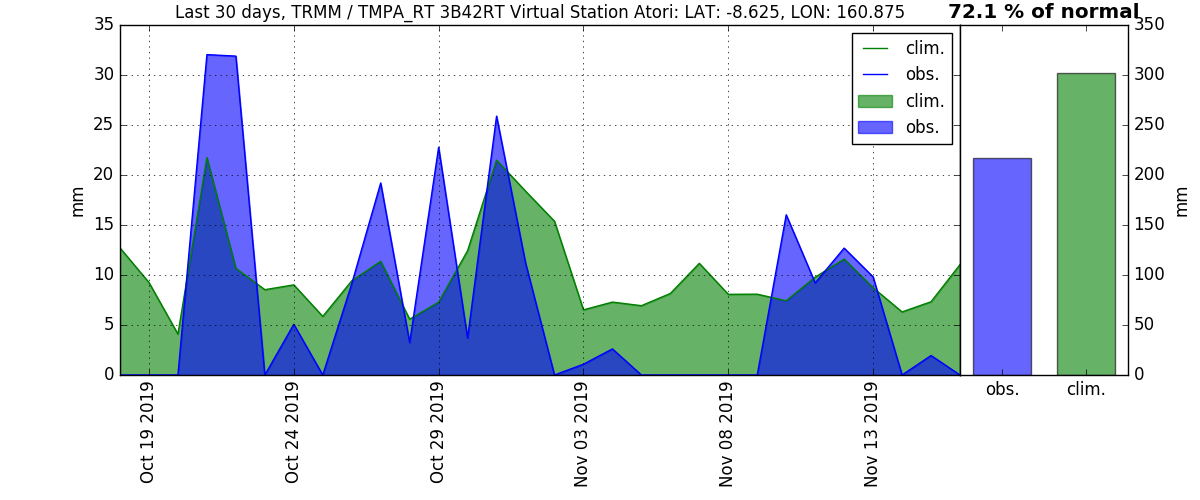 Last 30 days, TRMM / TMPA_RT 3B42RT Virtual Station Atori: LAT: -8.625, LON: 160.875
72.1 % of normal
35
30
25
20
15
10
5
0
mm
clim.
obs.
clim.
obs.
Oct 19 2019
Oct 24 2019
Oct 29 2019
Nov 03 2019
Nov 08 2019
Nov 13 2019
350
300
250
200
150
100
50
0
mm
obs.
clim.